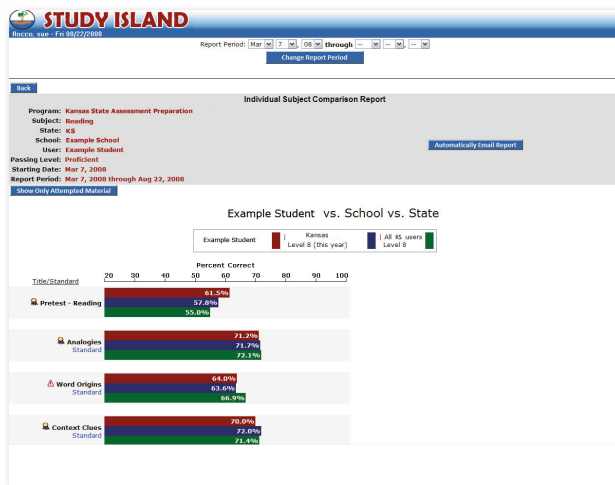 STUDY ISLAND
flocco, sue - Fri 08/22/2008
Report Period: Mar 7, 08 through -- --, --
Change Report Period
Back
Individual Subject Comparison Report
Program: Kansas State Assessment Preparation
Subject: Reading
State: KS
School: Example School
User: Example Student
Automatically Email Report
Passing Level: Proficient
Starting Date: Mar 7, 2008
Report Period: Mar 7, 2008 through Aug 22, 2008
Show Only Attempted Material
Example Student vs. School vs. State
Example Student | Kansas Level 8 (this year) | All KS users Level 8
Percent Correct
Title/Standard 20 30 40 50 60 70 80 90 100
Pretest - Reading
61.5%
57.8%
55.0%
Analogies
Standard
71.2%
71.7%
72.1%
Word Origins
Standard
64.0%
63.6%
66.9%
Context Clues
Standard
70.0%
72.0%
71.4%